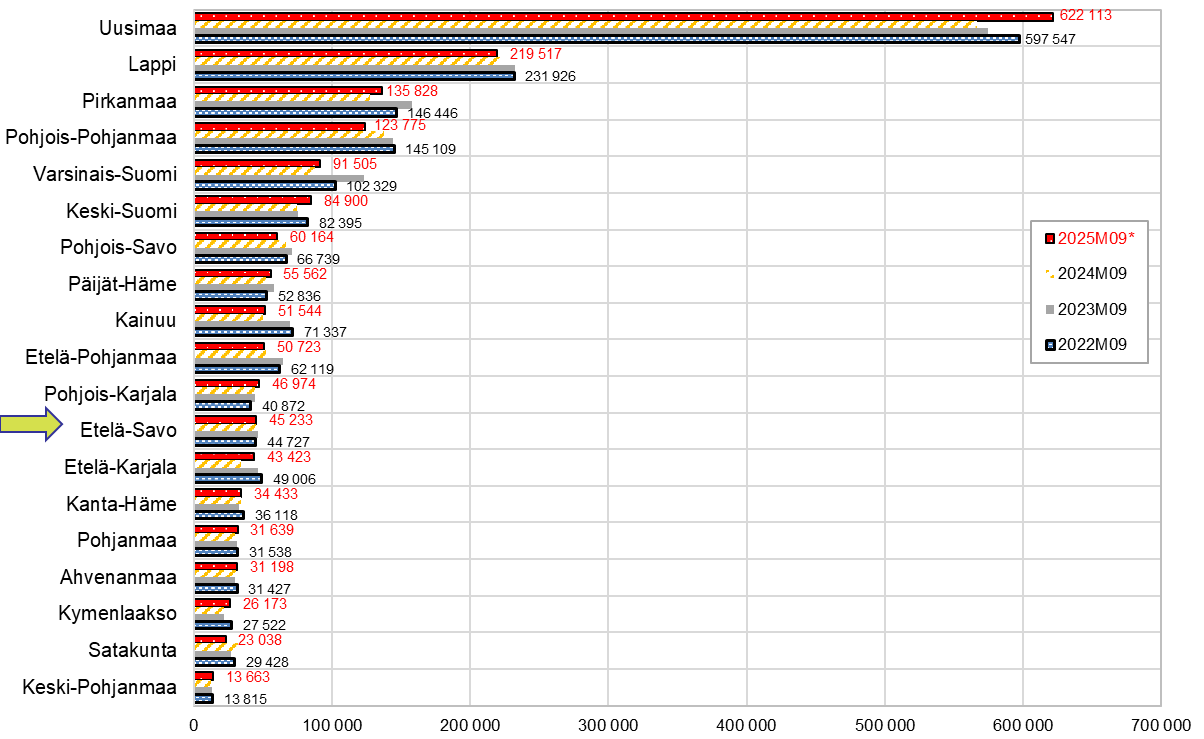 Uusimaa 622 113
597 547
Lappi 219 517
231 926
Pirkanmaa 135 828
146 446
Pohjois-Pohjanmaa 123 775
145 109
Varsinais-Suomi 91 505
102 329
Keski-Suomi 84 900
82 395
Pohjois-Savo 60 164
66 739
Päijät-Häme 55 562
52 836
Kainuu 51 544
71 337
Etelä-Pohjanmaa 50 723
62 119
Pohjois-Karjala 46 974
40 872
Etelä-Savo 45 233
44 727
Etelä-Karjala 43 423
49 006
Kanta-Häme 34 433
36 118
Pohjanmaa 31 639
31 538
Ahvenanmaa 31 198
31 427
Kymenlaakso 26 173
27 522
Satakunta 23 038
29 428
Keski-Pohjanmaa 13 663
13 815
0 100 000 200 000 300 000 400 000 500 000 600 000 700 000
2025M09*
2024M09
2023M09
2022M09